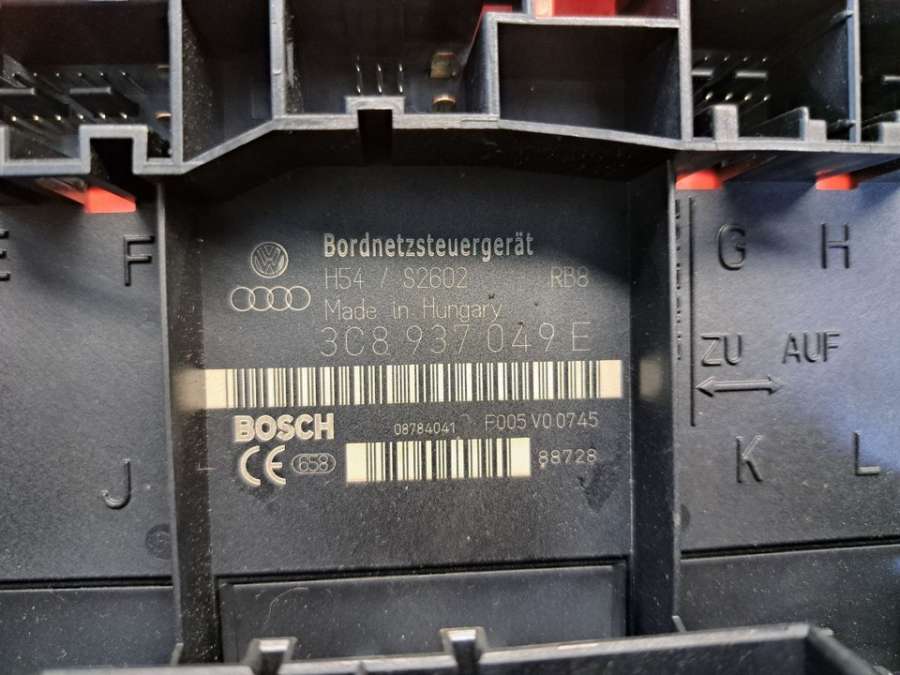 Bordnetzsteuergerät
H54 / S2602 RB8
Made in Hungary
3C8 937 049 E
BOSCH 08784041 F005 V0 0745
CE 658 88728
E F
J
G H
ZU AUF
K L